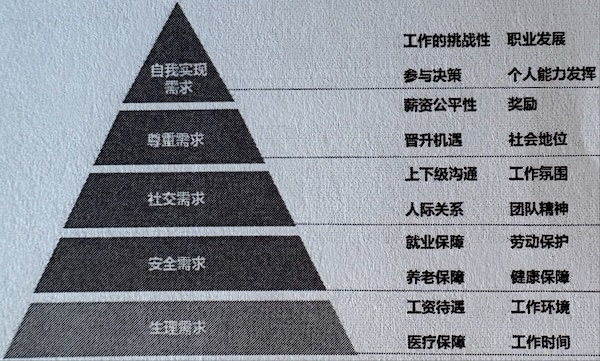 工作的挑战性 职业发展
自我实现
需求
参与决策 个人能力发挥
薪资公平性 奖励
尊重需求
晋升机遇 社会地位
上下级沟通 工作氛围
社交需求
人际关系 团队精神
就业保障 劳动保护
安全需求
养老保障 健康保障
工资待遇 工作环境
生理需求
医疗保障 工作时间